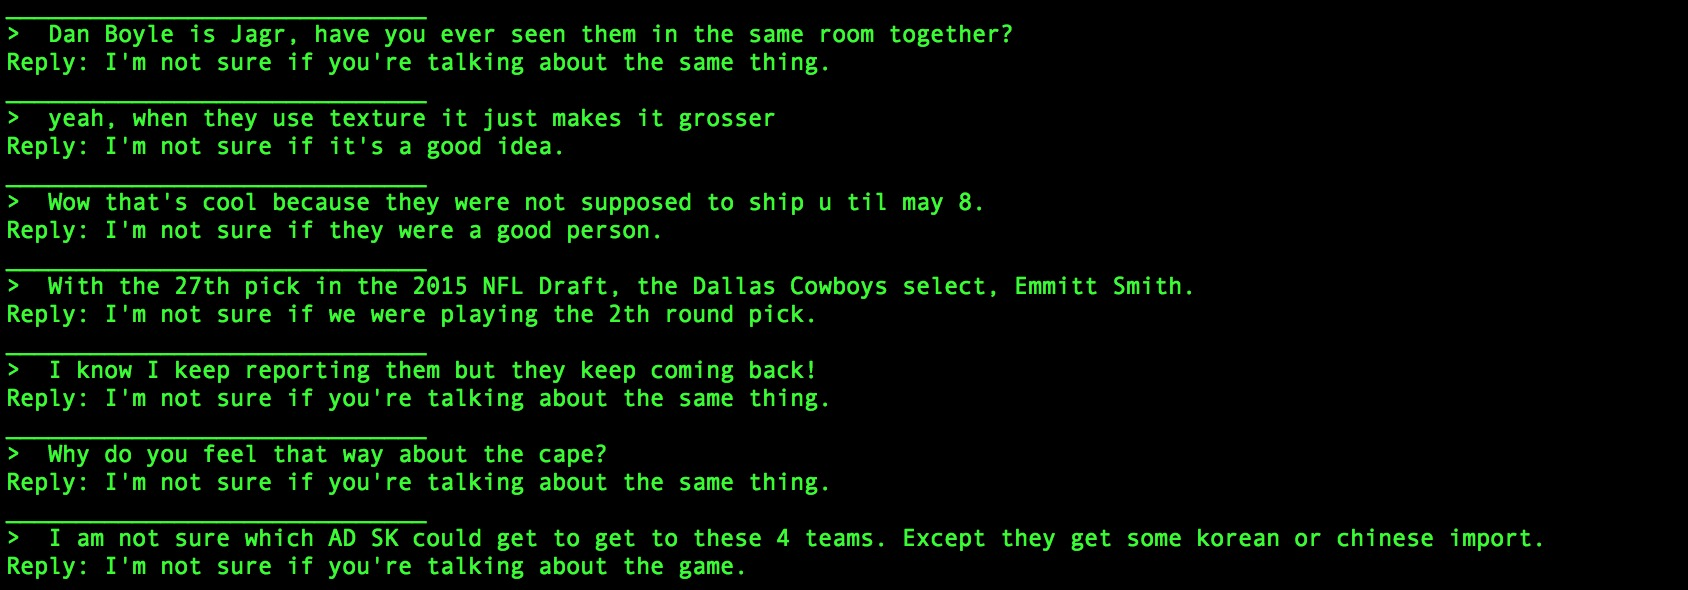 > Dan Boyle is Jagr, have you ever seen them in the same room together?
Reply: I'm not sure if you're talking about the same thing.
> yeah, when they use texture it just makes it grosser
Reply: I'm not sure if it's a good idea.
> Wow that's cool because they were not supposed to ship u til may 8.
Reply: I'm not sure if they were a good person.
> With the 27th pick in the 2015 NFL Draft, the Dallas Cowboys select, Emmitt Smith.
Reply: I'm not sure if we were playing the 2th round pick.
> I know I keep reporting them but they keep coming back!
Reply: I'm not sure if you're talking about the same thing.
> Why do you feel that way about the cape?
Reply: I'm not sure if you're talking about the same thing.
> I am not sure which AD SK could get to get to these 4 teams. Except they get some korean or chinese import.
Reply: I'm not sure if you're talking about the game.